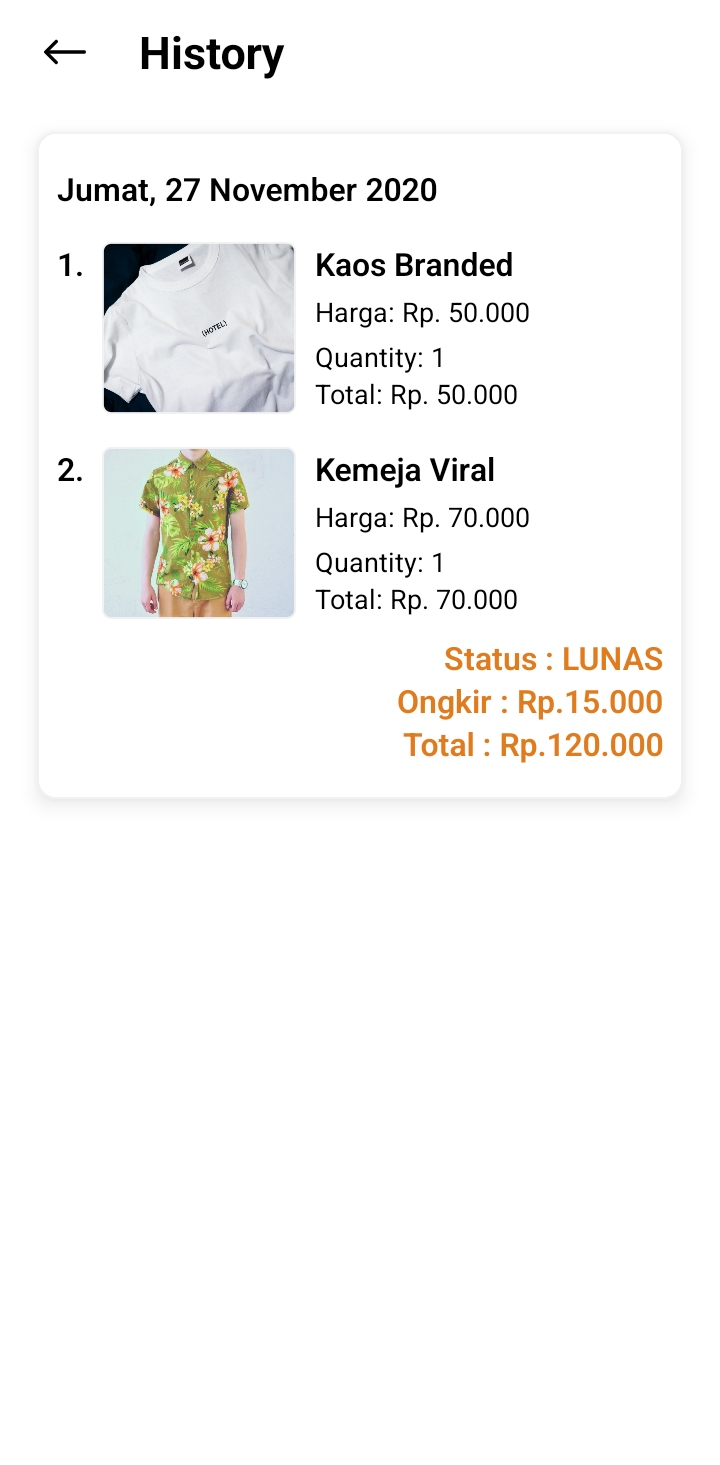 History
Jumat, 27 November 2020
1.
Kaos Branded
Harga: Rp. 50.000
Quantity: 1
Total: Rp. 50.000
(HOTEL)
2.
Kemeja Viral
Harga: Rp. 70.000
Quantity: 1
Total: Rp. 70.000
Status : LUNAS
Ongkir : Rp.15.000
Total : Rp.120.000